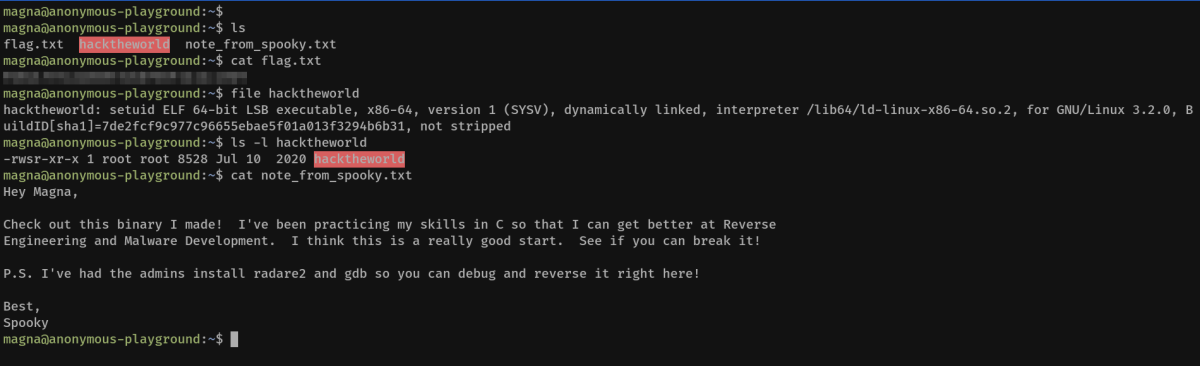 magna@anonymous-playground:~$
magna@anonymous-playground:~$ ls
flag.txt  hacktheworld  note_from_spooky.txt
magna@anonymous-playground:~$ cat flag.txt
magna@anonymous-playground:~$ file hacktheworld
hacktheworld: setuid ELF 64-bit LSB executable, x86-64, version 1 (SYSV), dynamically linked, interpreter /lib64/ld-linux-x86-64.so.2, for GNU/Linux 3.2.0, B
uildID[sha1]=7de2fcf9c977c96655ebae5f01a013f3294b6b31, not stripped
magna@anonymous-playground:~$ ls -l hacktheworld
-rwsr-xr-x 1 root root 8528 Jul 10  2020 hacktheworld
magna@anonymous-playground:~$ cat note_from_spooky.txt
Hey Magna,

Check out this binary I made!  I've been practicing my skills in C so that I can get better at Reverse
Engineering and Malware Development.  I think this is a really good start.  See if you can break it!

P.S. I've had the admins install radare2 and gdb so you can debug and reverse it right here!

Best,
Spooky
magna@anonymous-playground:~$